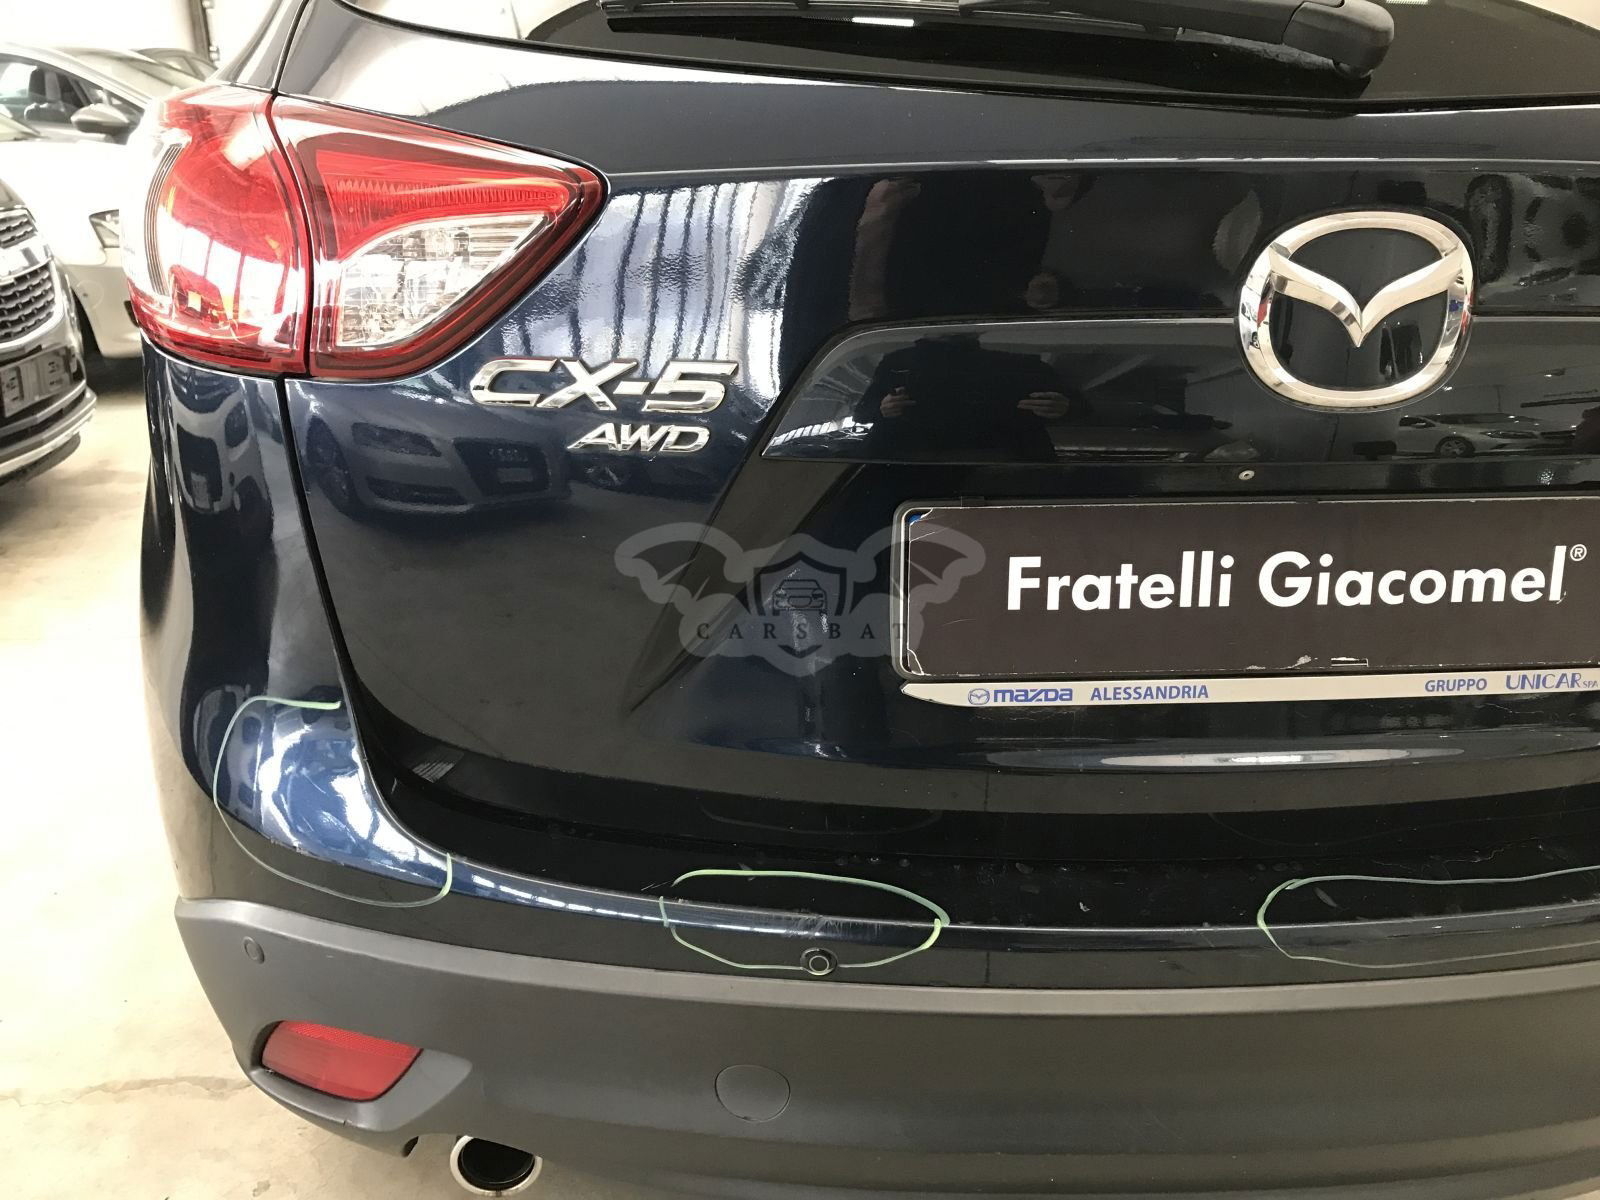 CX-5
AWD
Fratelli Giacomel®
CARSBAT
mazda ALESSANDRIA GRUPPO UNICAR SPA